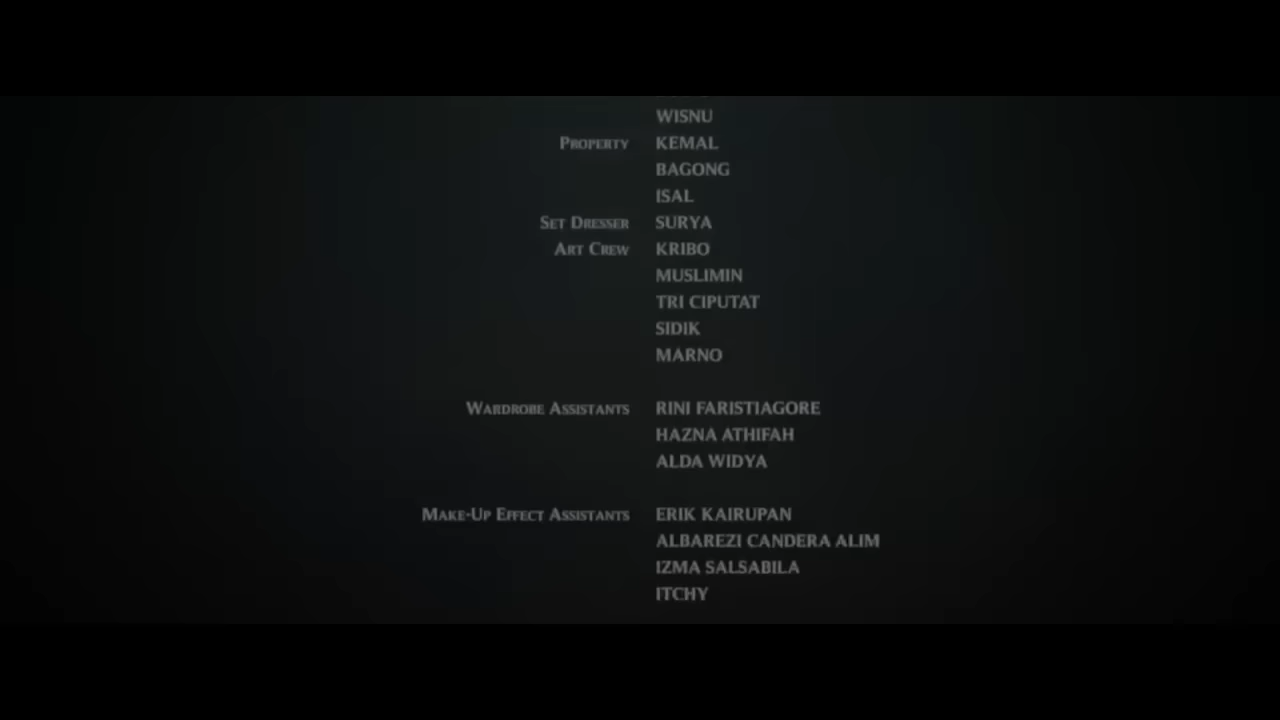 WISNU
Property KEMAL
BAGONG
ISAL
Set Dresser SURYA
Art Crew KRIBO
MUSLIMIN
TRI CIPUTAT
SIDIK
MARNO
Wardrobe Assistants RINI FARISTIAGORE
HAZNA ATHIFAH
ALDA WIDYA
Make-Up Effect Assistants ERIK KAIRUPAN
ALBAREZI CANDERA ALIM
IZMA SALSABILA
ITCHY